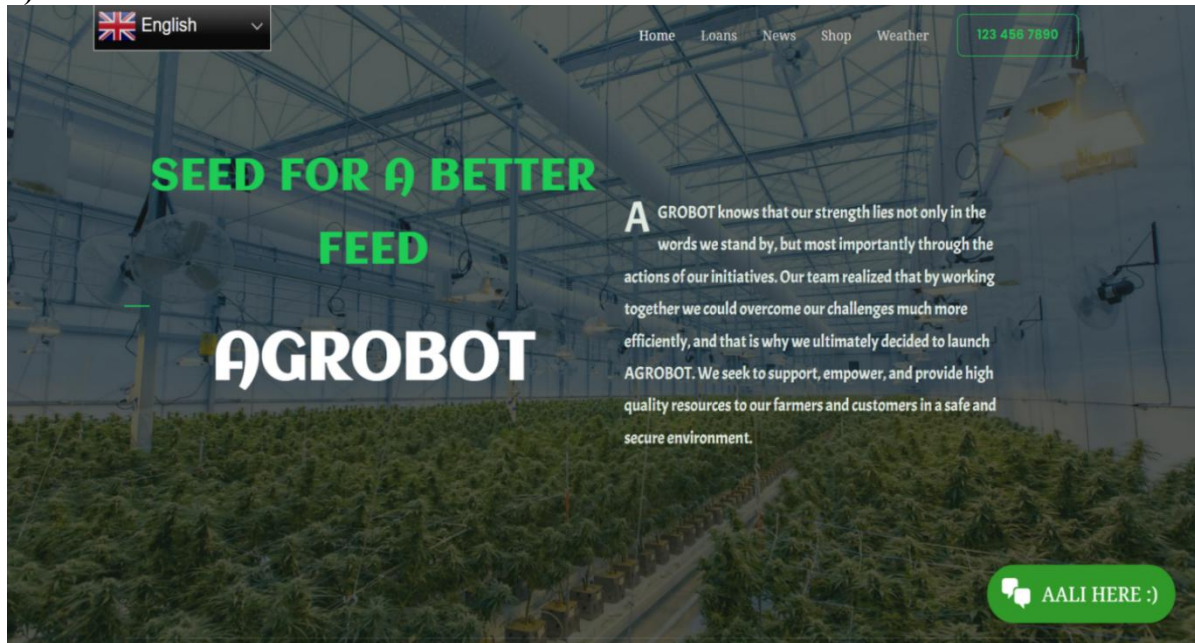 English
Home Loans News Shop Weather 123 456 7890
SEED FOR A BETTER
FEED
AGROBOT
AGROBOT knows that our strength lies not only in the
words we stand by, but most importantly through the
actions of our initiatives. Our team realized that by working
together we could overcome our challenges much more
efficiently, and that is why we ultimately decided to launch
AGROBOT. We seek to support, empower, and provide high
quality resources to our farmers and customers in a safe and
secure environment.
AALI HERE :)